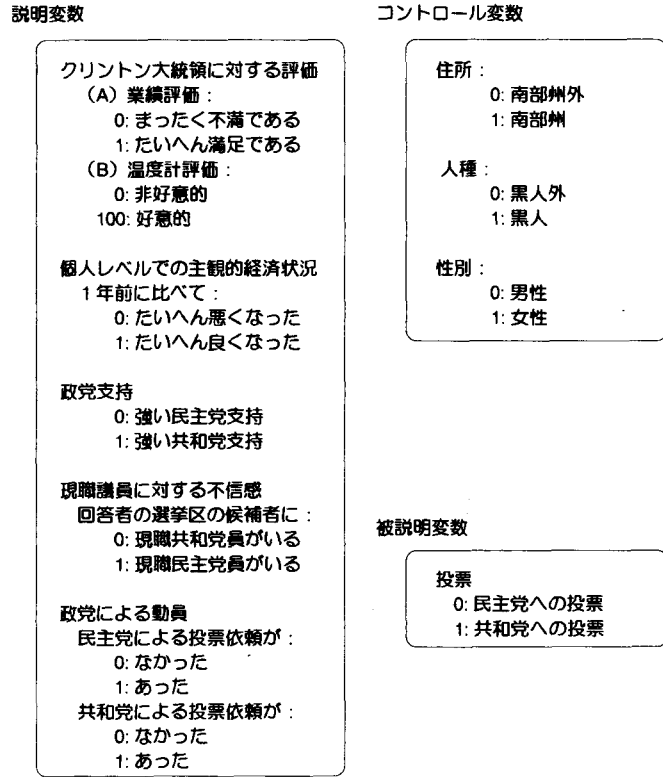 説明変数
クリントン大統領に対する評価
（A）業績評価：
0: まったく不満である
1: たいへん満足である
（B）温度計評価：
0: 非好意的
100: 好意的
個人レベルでの主観的経済状況
1年前に比べて：
0: たいへん悪くなった
1: たいへん良くなった
政党支持
0: 強い民主党支持
1: 強い共和党支持
現職議員に対する不信感
回答者の選挙区の候補者に：
0: 現職共和党員がいる
1: 現職民主党員がいる
政党による動員
民主党による投票依頼が：
0: なかった
1: あった
共和党による投票依頼が：
0: なかった
1: あった
コントロール変数
住所：
0: 南部州外
1: 南部州
人種：
0: 黒人外
1: 黒人
性別：
0: 男性
1: 女性
被説明変数
投票
0: 民主党への投票
1: 共和党への投票